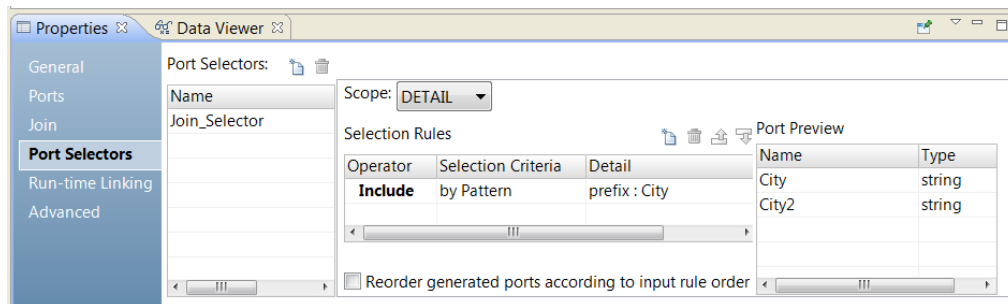 Properties Data Viewer
General
Ports
Join
Port Selectors
Run-time Linking
Advanced
Port Selectors:
Name
Join_Selector
Scope: DETAIL
Selection Rules
Operator Selection Criteria Detail
Include by Pattern prefix : City
Reorder generated ports according to input rule order
Port Preview
Name Type
City string
City2 string